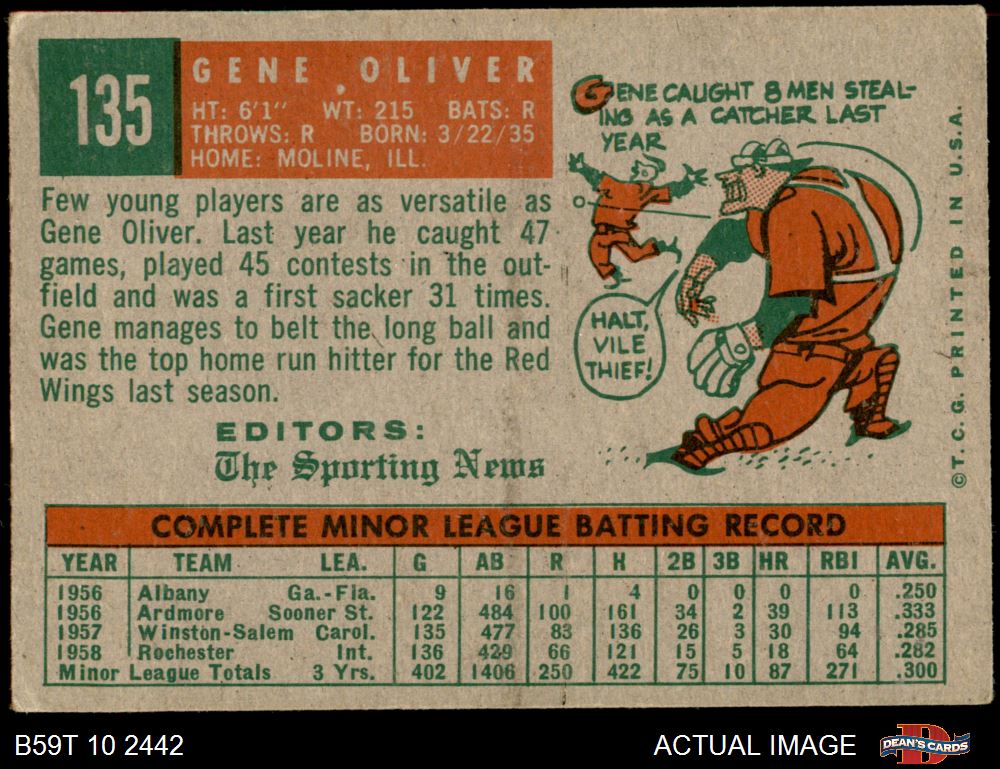 135
GENE OLIVER
HT: 6'1" WT: 215 BATS: R
THROWS: R BORN: 3/22/35
HOME: MOLINE, ILL.
Few young players are as versatile as
Gene Oliver. Last year he caught 47
games, played 45 contests in the out-
field and was a first sacker 31 times.
Gene manages to belt the long ball and
was the top home run hitter for the Red
Wings last season.
EDITORS:
The Sporting News
GENE CAUGHT 8 MEN STEAL-
ING AS A CATCHER LAST
YEAR
HALT,
VILE
THIEF!
©T.C.G. PRINTED IN U.S.A.
COMPLETE MINOR LEAGUE BATTING RECORD
YEAR TEAM LEA. G AB R H 2B 3B HR RBI AVG.
1956 Albany Ga.-Fla. 9 16 1 4 0 0 0 0 .250
1956 Ardmore Sooner St. 122 484 100 161 34 2 39 113 .333
1957 Winston-Salem Carol. 135 477 83 136 26 3 30 94 .285
1958 Rochester Int. 136 429 66 121 15 5 18 64 .282
Minor League Totals 3 Yrs. 402 1406 250 422 75 10 87 271 .300
B59T 10 2442
ACTUAL IMAGE
DEAN'S CARDS